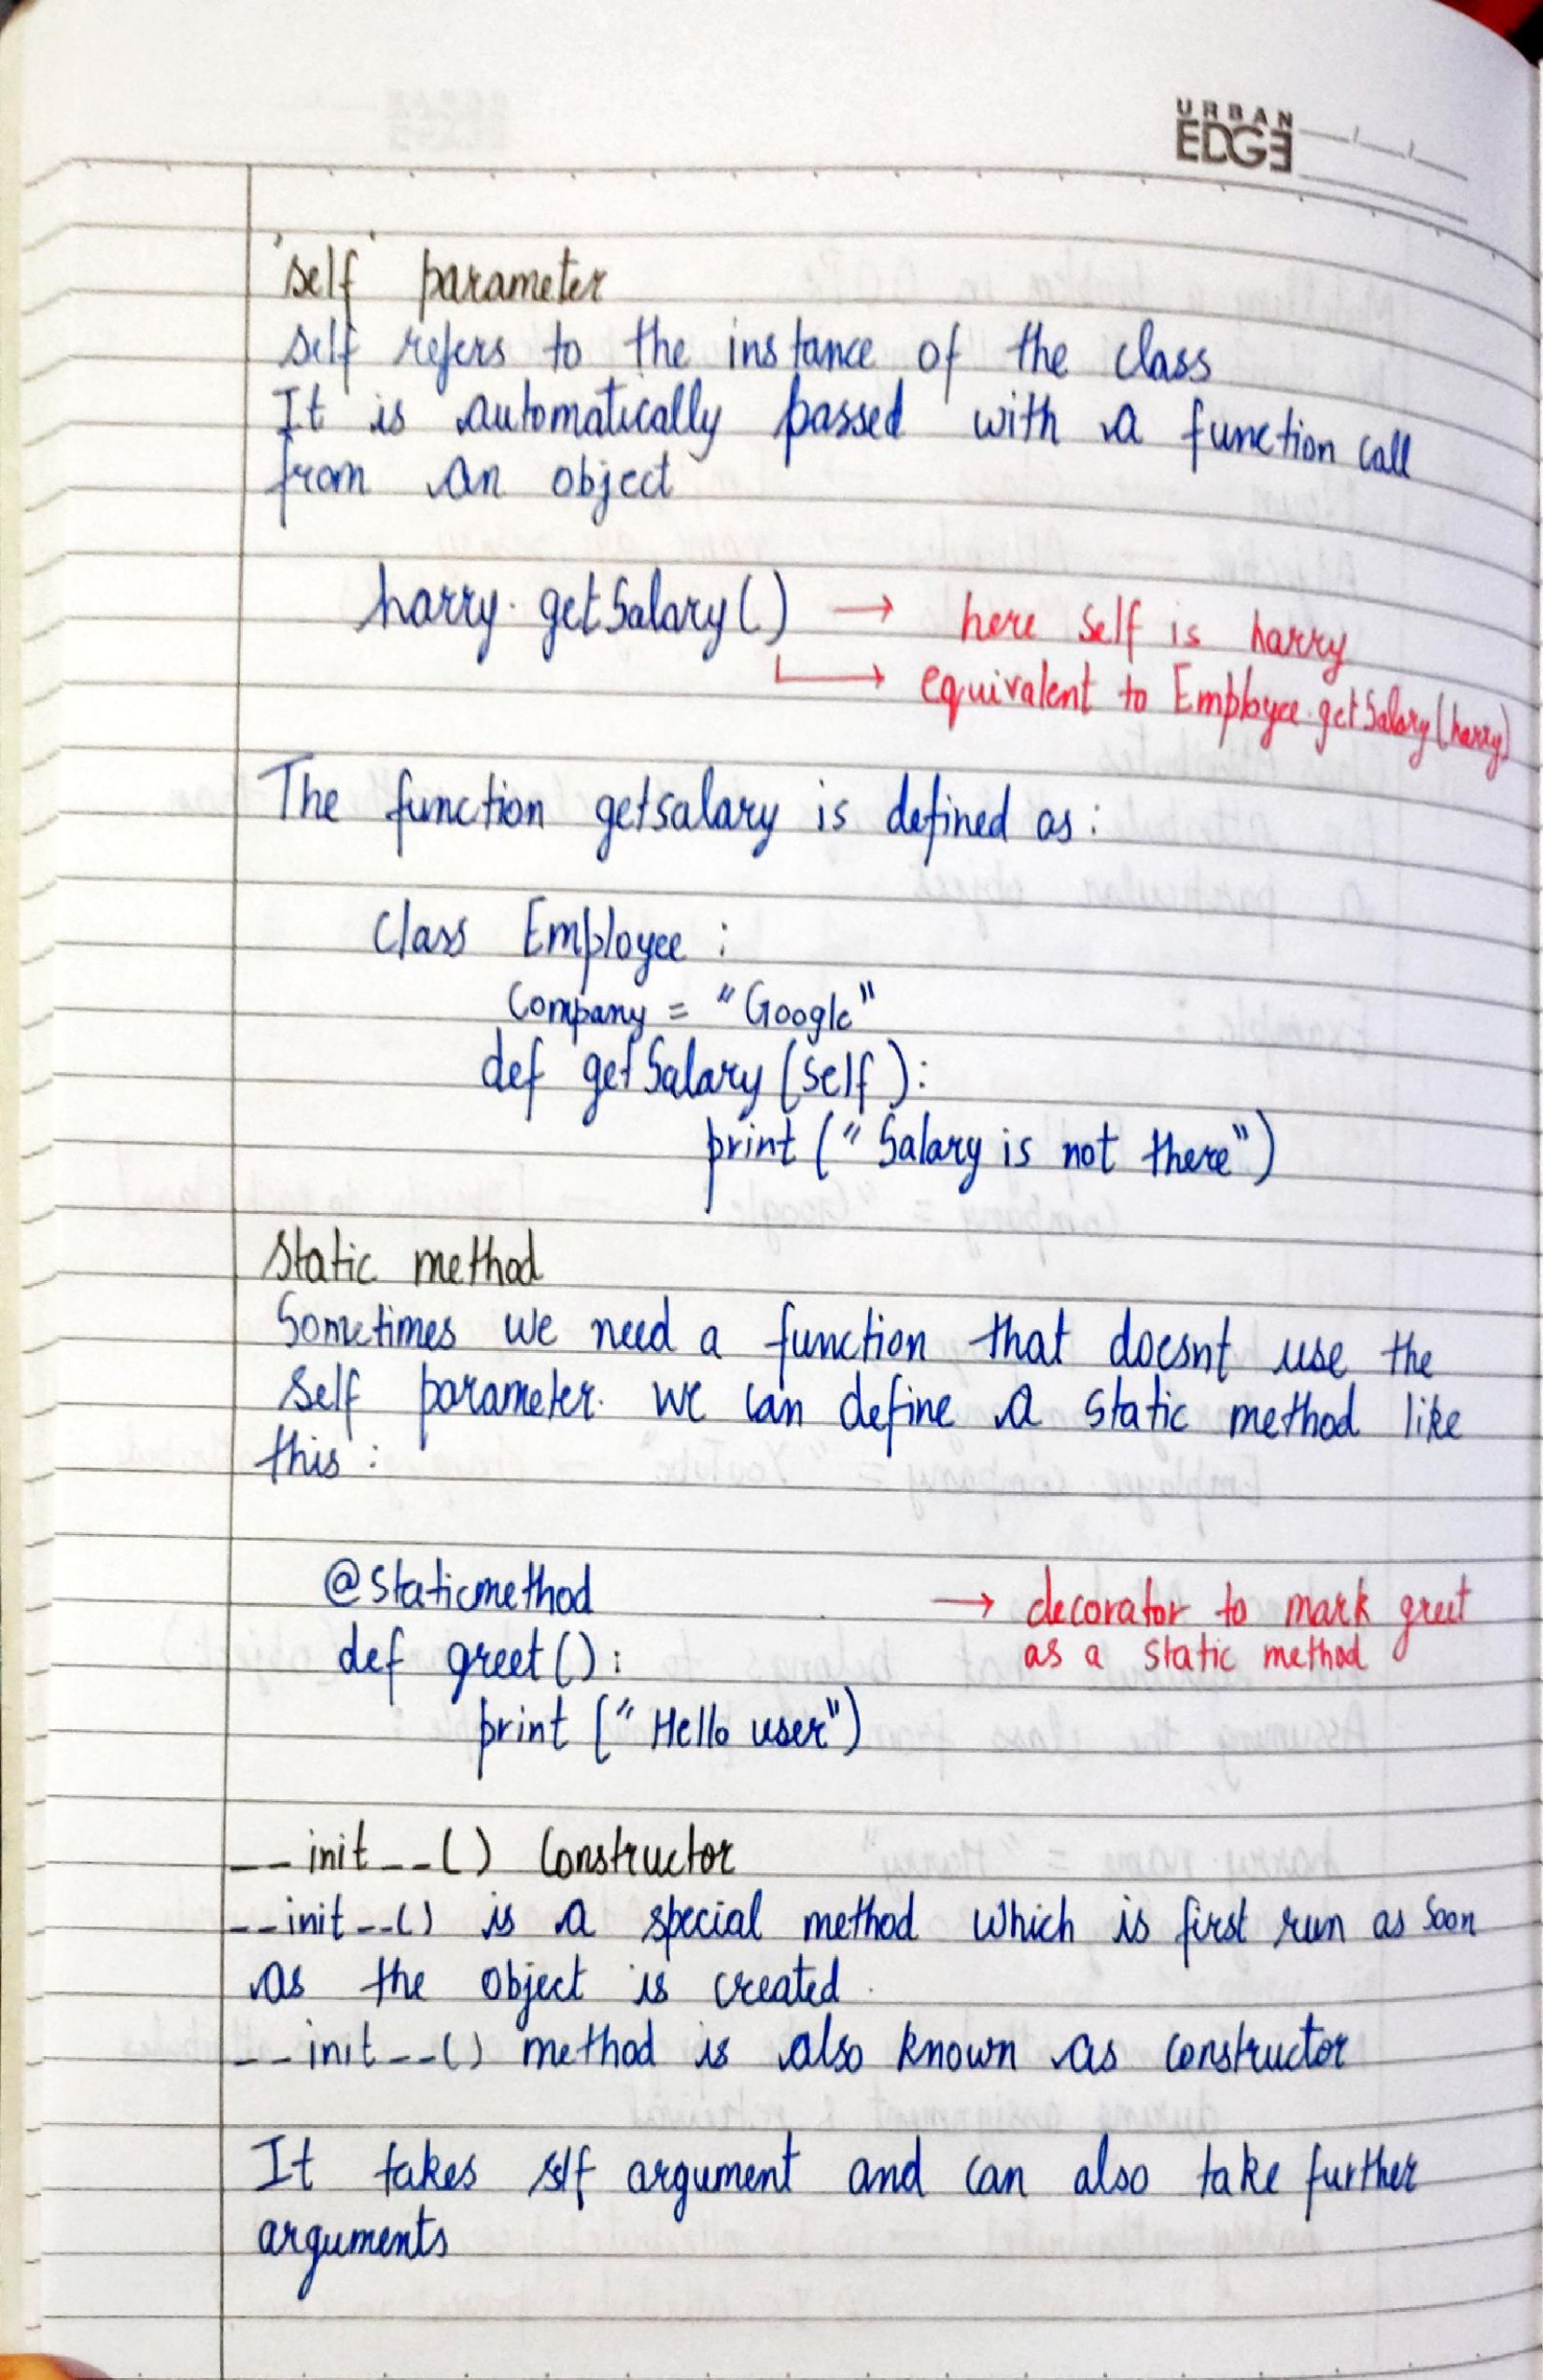 URBAN
EDGE
'self' parameter
self refers to the instance of the class
It is automatically passed with a function call
from an object
harry.getSalary() → here self is harry
→ equivalent to Employee.getSalary(harry)
The function getsalary is defined as:
Class Employee:
Company = "Google"
def getSalary(self):
print("Salary is not there")
Static method
Sometimes we need a function that doesnt use the
self parameter. we can define a static method like
this:
@staticmethod → decorator to mark greet
as a static method
def greet():
print("Hello user")
__init__() Constructor
__init__() is a special method which is first run as soon
as the object is created.
__init__() method is also known as constructor
It takes self argument and can also take further
arguments